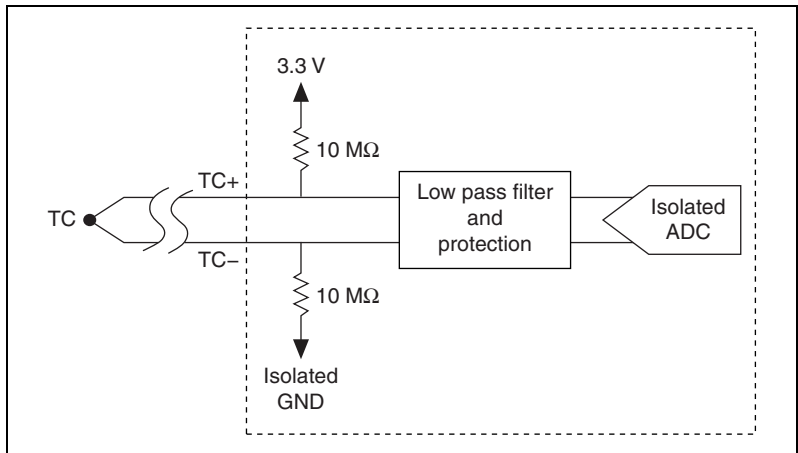 3.3 V
10 MΩ
TC+
Low pass filter
and
protection
Isolated
ADC
TC
TC−
10 MΩ
Isolated
GND